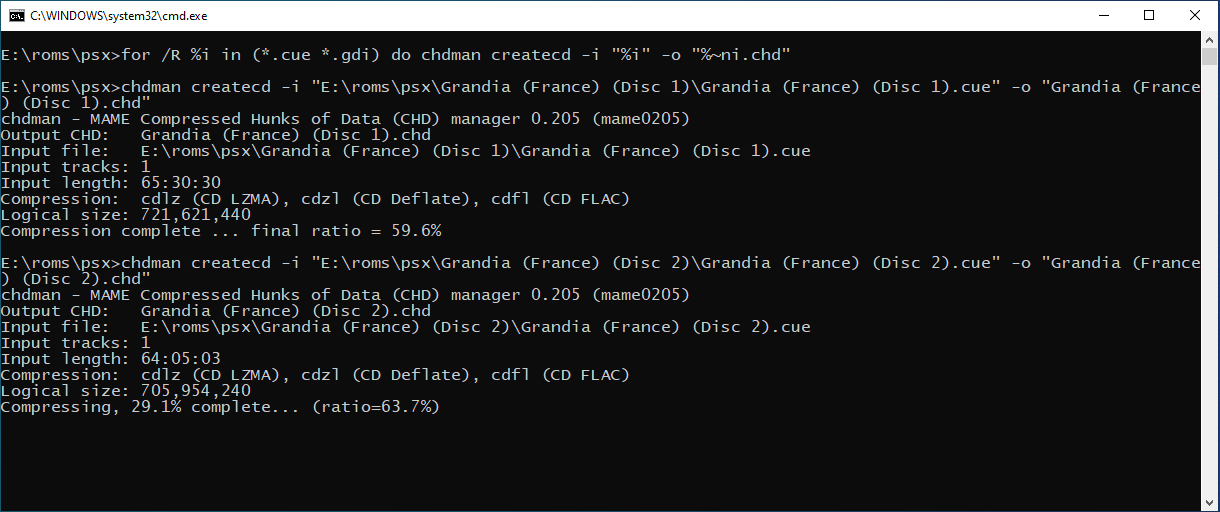 C:\WINDOWS\system32\cmd.exe
E:\roms\psx>for /R %i in (*.cue *.gdi) do chdman createcd -i "%i" -o "%~ni.chd"
E:\roms\psx>chdman createcd -i "E:\roms\psx\Grandia (France) (Disc 1)\Grandia (France) (Disc 1).cue" -o "Grandia (France
) (Disc 1).chd"
chdman - MAME Compressed Hunks of Data (CHD) manager 0.205 (mame0205)
Output CHD:   Grandia (France) (Disc 1).chd
Input file:   E:\roms\psx\Grandia (France) (Disc 1)\Grandia (France) (Disc 1).cue
Input tracks: 1
Input length: 65:30:30
Compression:  cdlz (CD LZMA), cdzl (CD Deflate), cdfl (CD FLAC)
Logical size: 721,621,440
Compression complete ... final ratio = 59.6%
E:\roms\psx>chdman createcd -i "E:\roms\psx\Grandia (France) (Disc 2)\Grandia (France) (Disc 2).cue" -o "Grandia (France
) (Disc 2).chd"
chdman - MAME Compressed Hunks of Data (CHD) manager 0.205 (mame0205)
Output CHD:   Grandia (France) (Disc 2).chd
Input file:   E:\roms\psx\Grandia (France) (Disc 2)\Grandia (France) (Disc 2).cue
Input tracks: 1
Input length: 64:05:03
Compression:  cdlz (CD LZMA), cdzl (CD Deflate), cdfl (CD FLAC)
Logical size: 705,954,240
Compressing, 29.1% complete... (ratio=63.7%)